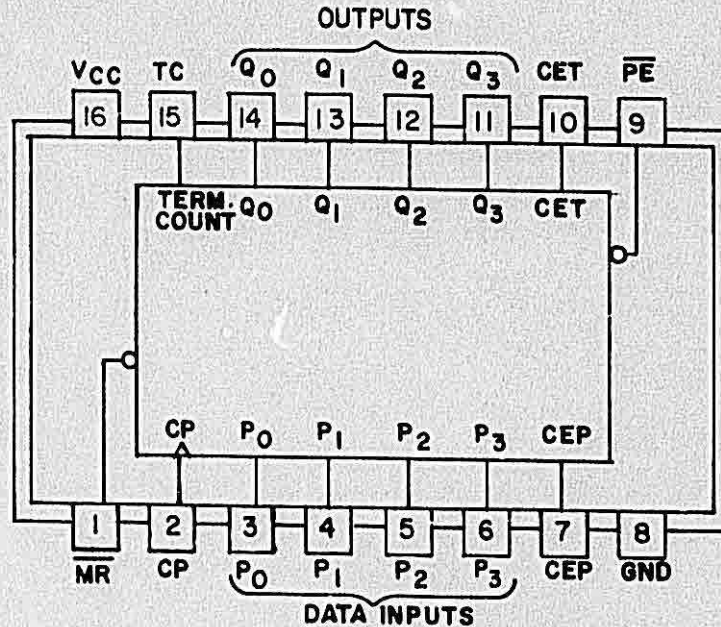 OUTPUTS
VCC TC Q0 Q1 Q2 Q3 CET PE
16 15 14 13 12 11 10 9
TERM. COUNT Q0 Q1 Q2 Q3 CET
CP P0 P1 P2 P3 CEP
1 2 3 4 5 6 7 8
MR CP P0 P1 P2 P3 CEP GND
DATA INPUTS